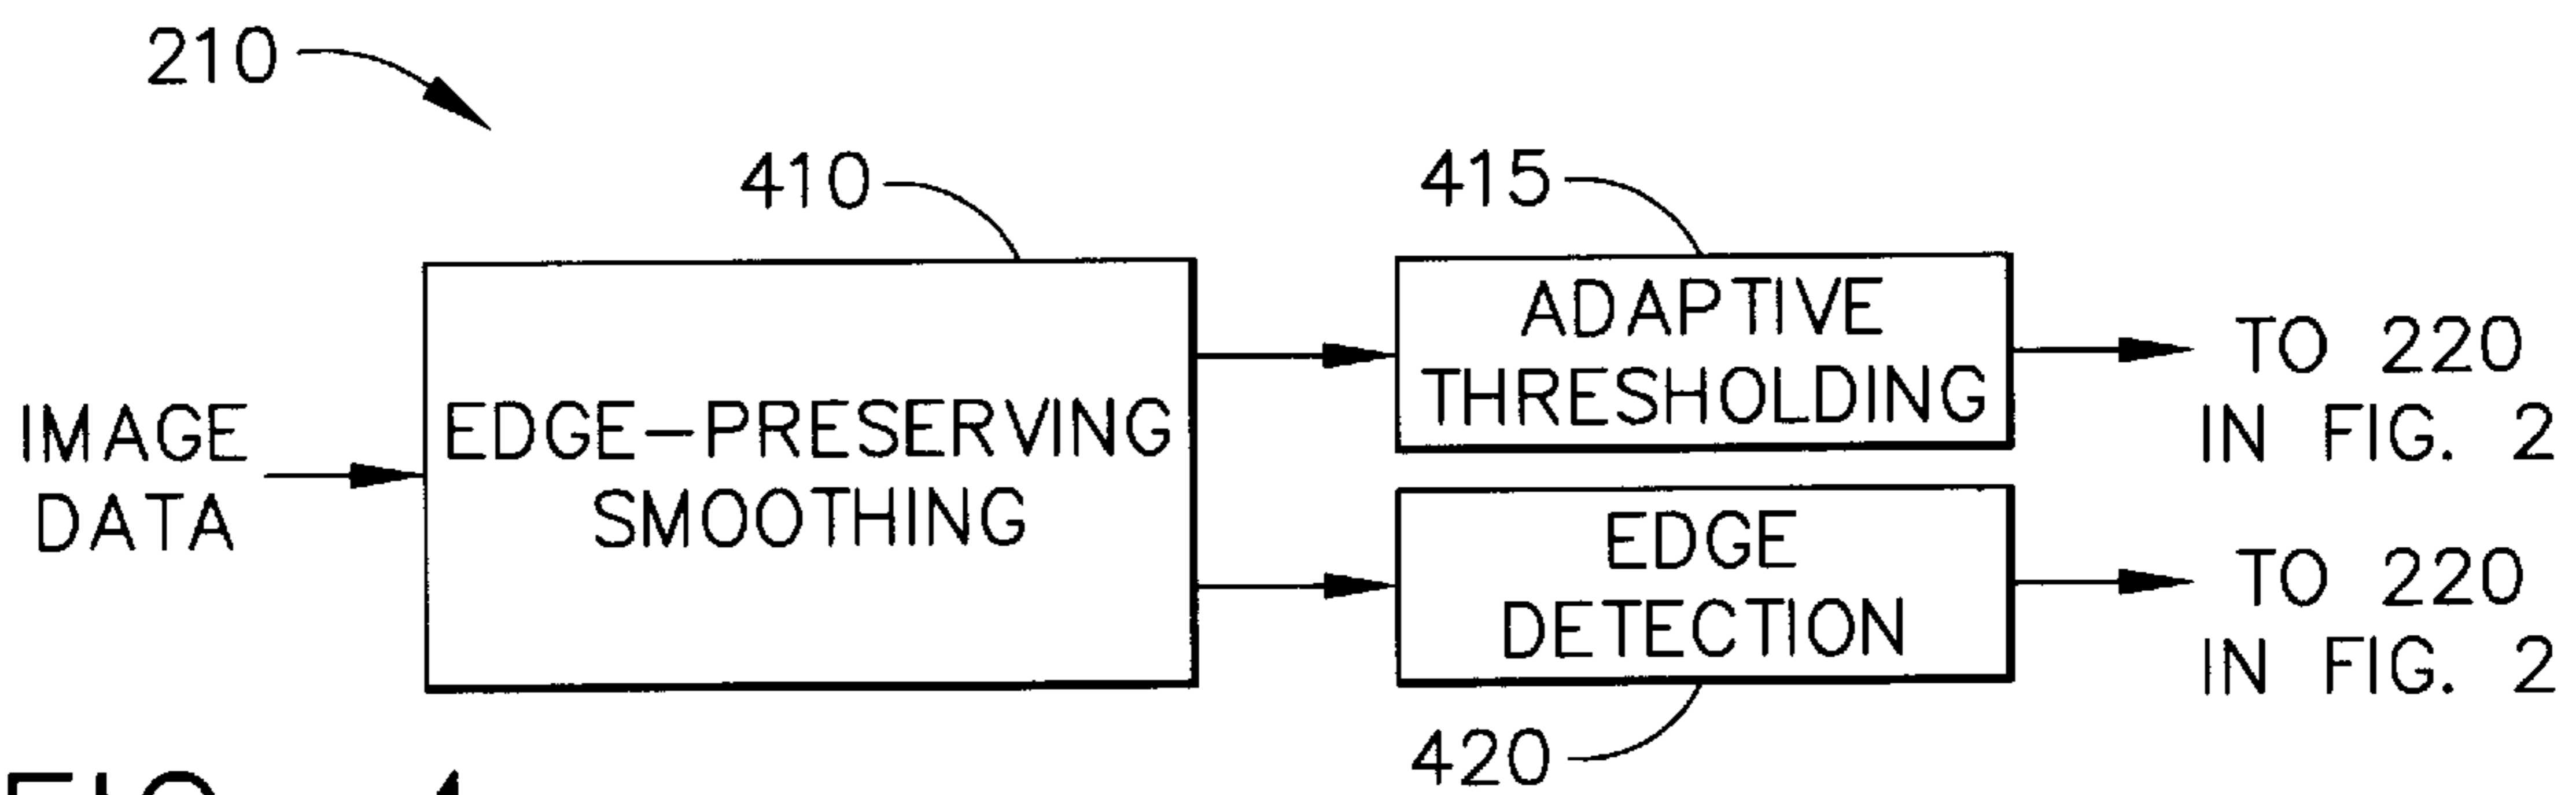 210
410
415
IMAGE
DATA
EDGE-PRESERVING
SMOOTHING
ADAPTIVE
THRESHOLDING
TO 220
IN FIG. 2
EDGE
DETECTION
TO 220
IN FIG. 2
420